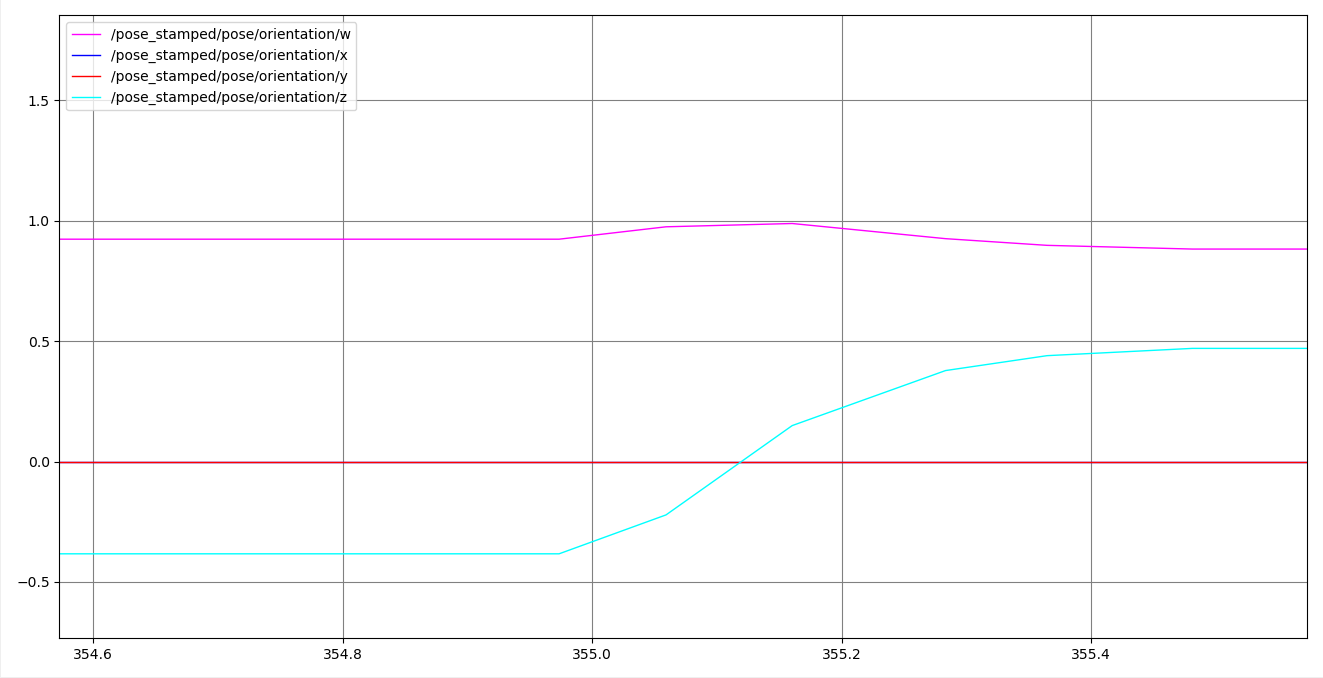 /pose_stamped/pose/orientation/w
/pose_stamped/pose/orientation/x
/pose_stamped/pose/orientation/y
/pose_stamped/pose/orientation/z
1.5
1.0
0.5
0.0
−0.5
354.6 354.8 355.0 355.2 355.4